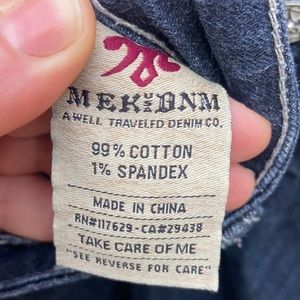 MEK DNM
A WELL TRAVELED DENIM CO.
99% COTTON
1% SPANDEX
MADE IN CHINA
RN#117629-CA#29438
TAKE CARE OF ME
"SEE REVERSE FOR CARE"